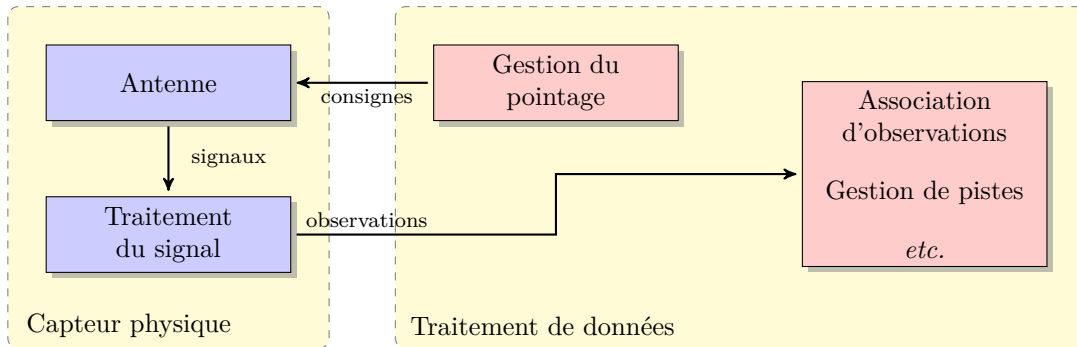 Antenne
consignes
Gestion du
pointage
Association
d'observations
Gestion de pistes
etc.
signaux
Traitement
du signal
observations
Capteur physique
Traitement de données